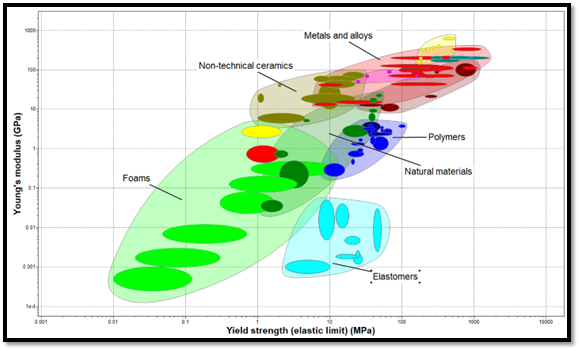 Metals and alloys
Non-technical ceramics
Polymers
Natural materials
Foams
Elastomers
Young's modulus (GPa)
1000
100
10
1
0.1
0.01
0.001
1e-4
0.001
0.01
0.1
1
10
100
1000
10000
Yield strength (elastic limit) (MPa)